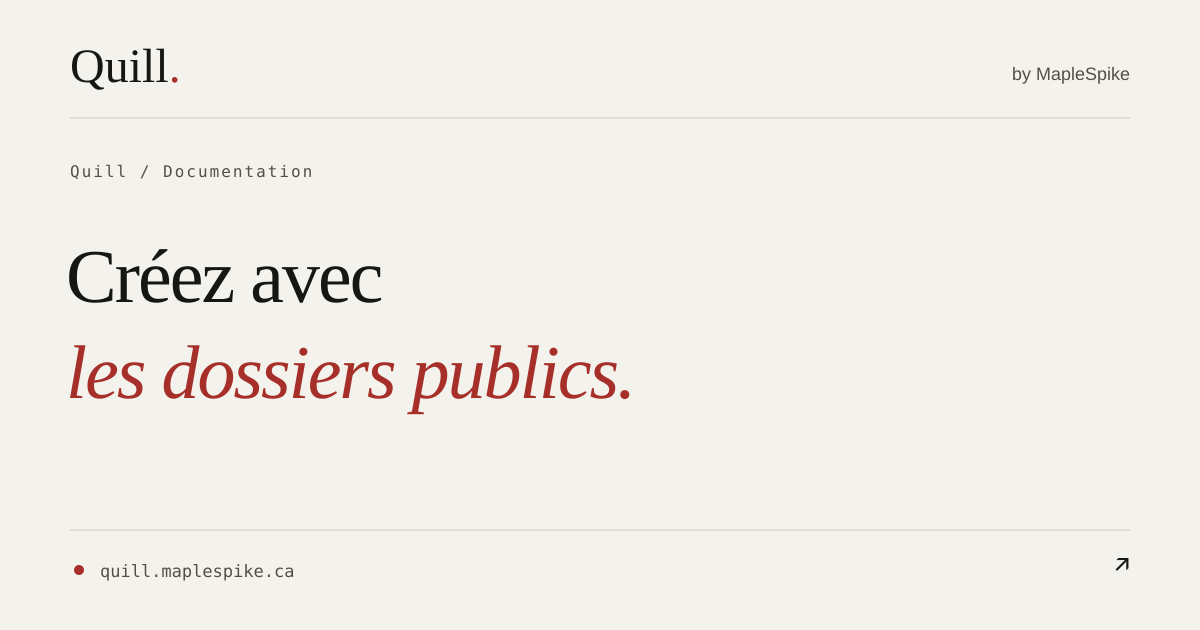 Quill.
by MapleSpike
Quill / Documentation
Créez avec
les dossiers publics.
quill.maplespike.ca